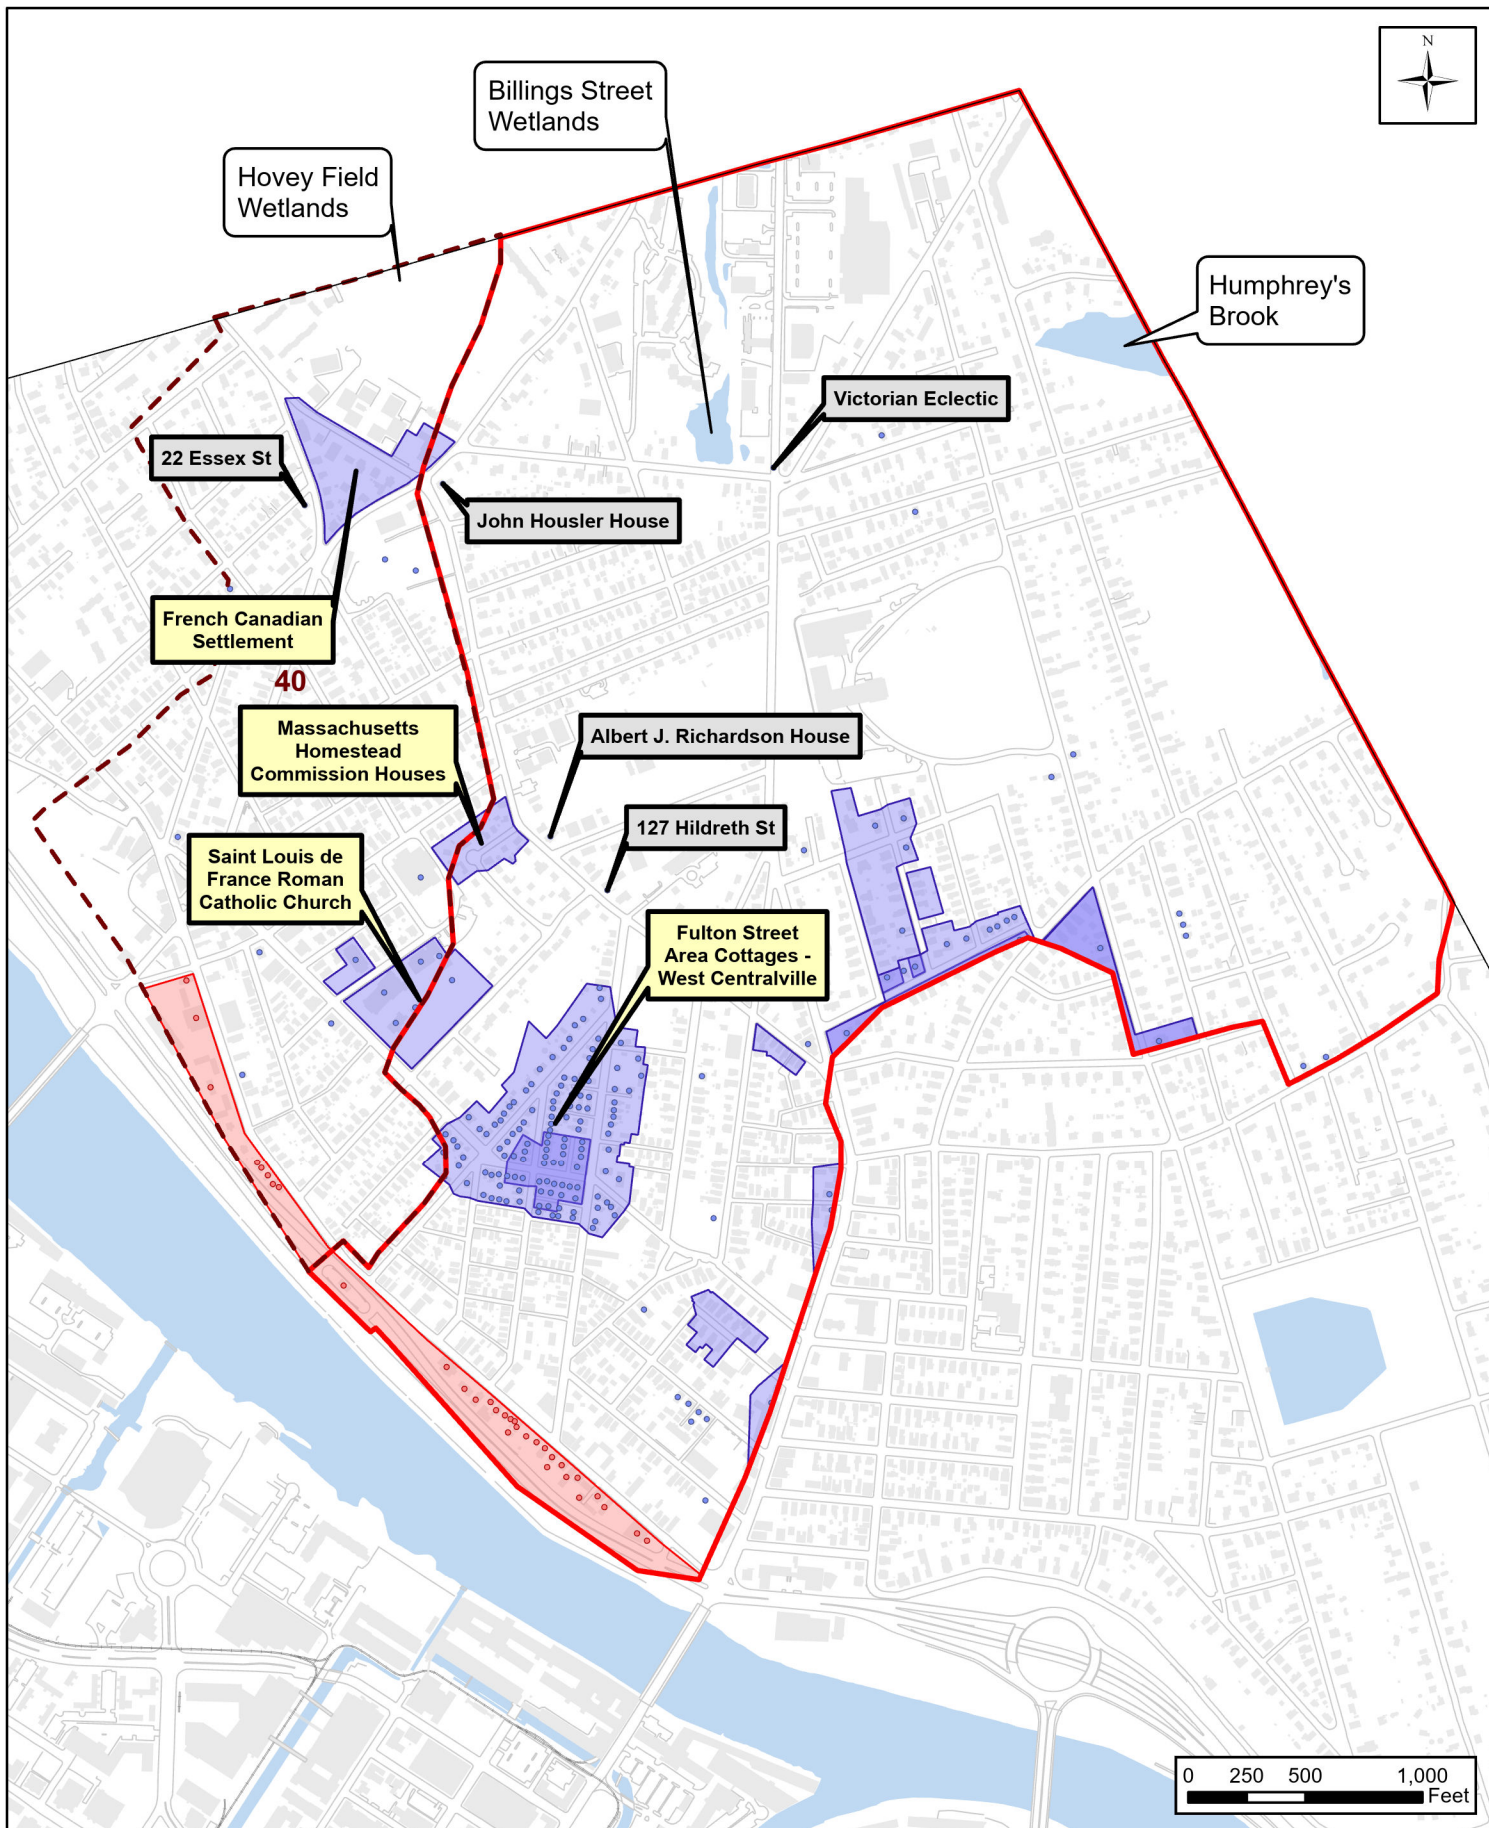 N
Billings Street
Wetlands
Hovey Field
Wetlands
Humphrey's
Brook
Victorian Eclectic
22 Essex St
John Housler House
French Canadian
Settlement
40
Massachusetts
Homestead
Commission Houses
Albert J. Richardson House
127 Hildreth St
Saint Louis de
France Roman
Catholic Church
Fulton Street
Area Cottages -
West Centralville
0 250 500 1,000
Feet